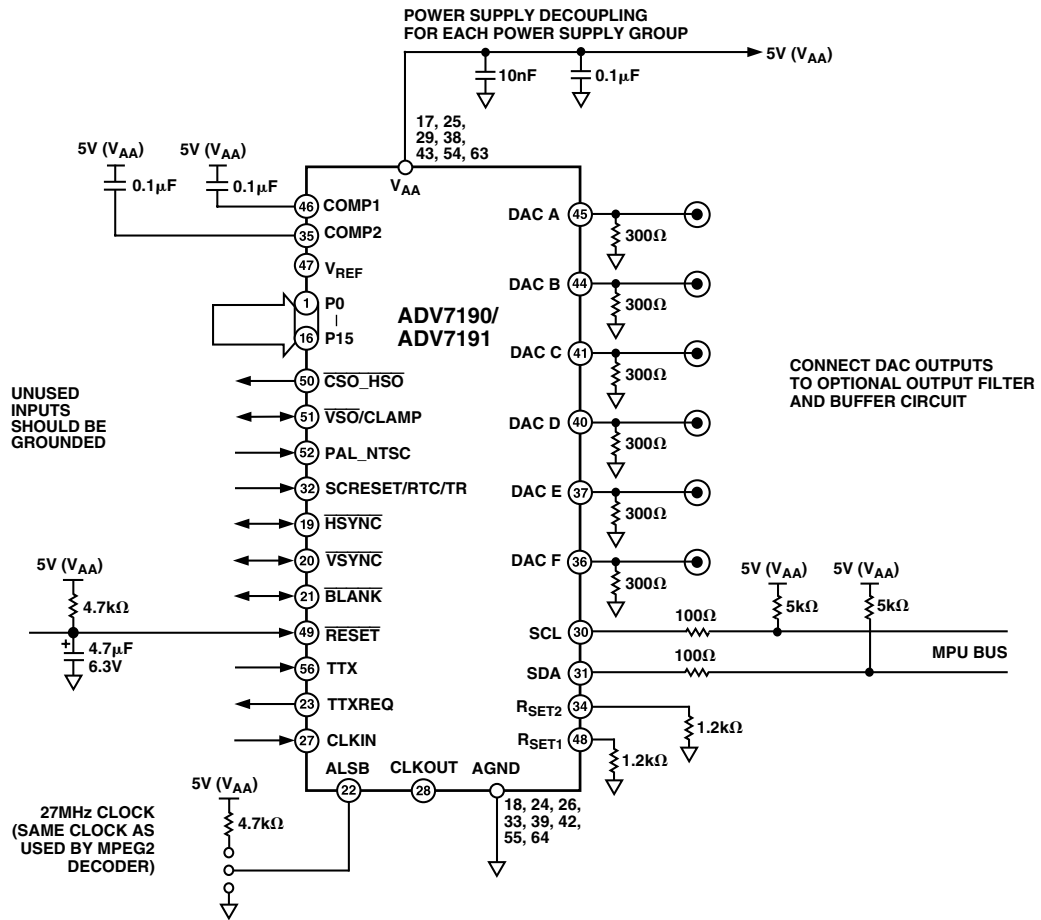 POWER SUPPLY DECOUPLING
FOR EACH POWER SUPPLY GROUP
5V (VAA)
10nF
0.1μF
17, 25,
29, 38,
43, 54, 63
5V (VAA)
5V (VAA)
0.1μF
0.1μF
VAA
46 COMP1
35 COMP2
47 VREF
1 P0
16 P15
ADV7190/
ADV7191
50 CSO_HSO
51 VSO/CLAMP
52 PAL_NTSC
32 SCRESET/RTC/TR
19 HSYNC
20 VSYNC
21 BLANK
49 RESET
56 TTX
23 TTXREQ
27 CLKIN
UNUSED
INPUTS
SHOULD BE
GROUNDED
5V (VAA)
4.7kΩ
+ 4.7μF
6.3V
DAC A 45
300Ω
DAC B 44
300Ω
DAC C 41
300Ω
DAC D 40
300Ω
DAC E 37
300Ω
DAC F 36
300Ω
CONNECT DAC OUTPUTS
TO OPTIONAL OUTPUT FILTER
AND BUFFER CIRCUIT
5V (VAA)
5V (VAA)
5kΩ
5kΩ
SCL 30
100Ω
SDA 31
100Ω
MPU BUS
RSET2 34
1.2kΩ
RSET1 48
1.2kΩ
ALSB
22
CLKOUT
28
AGND
18, 24, 26,
33, 39, 42,
55, 64
5V (VAA)
4.7kΩ
27MHz CLOCK
(SAME CLOCK AS
USED BY MPEG2
DECODER)